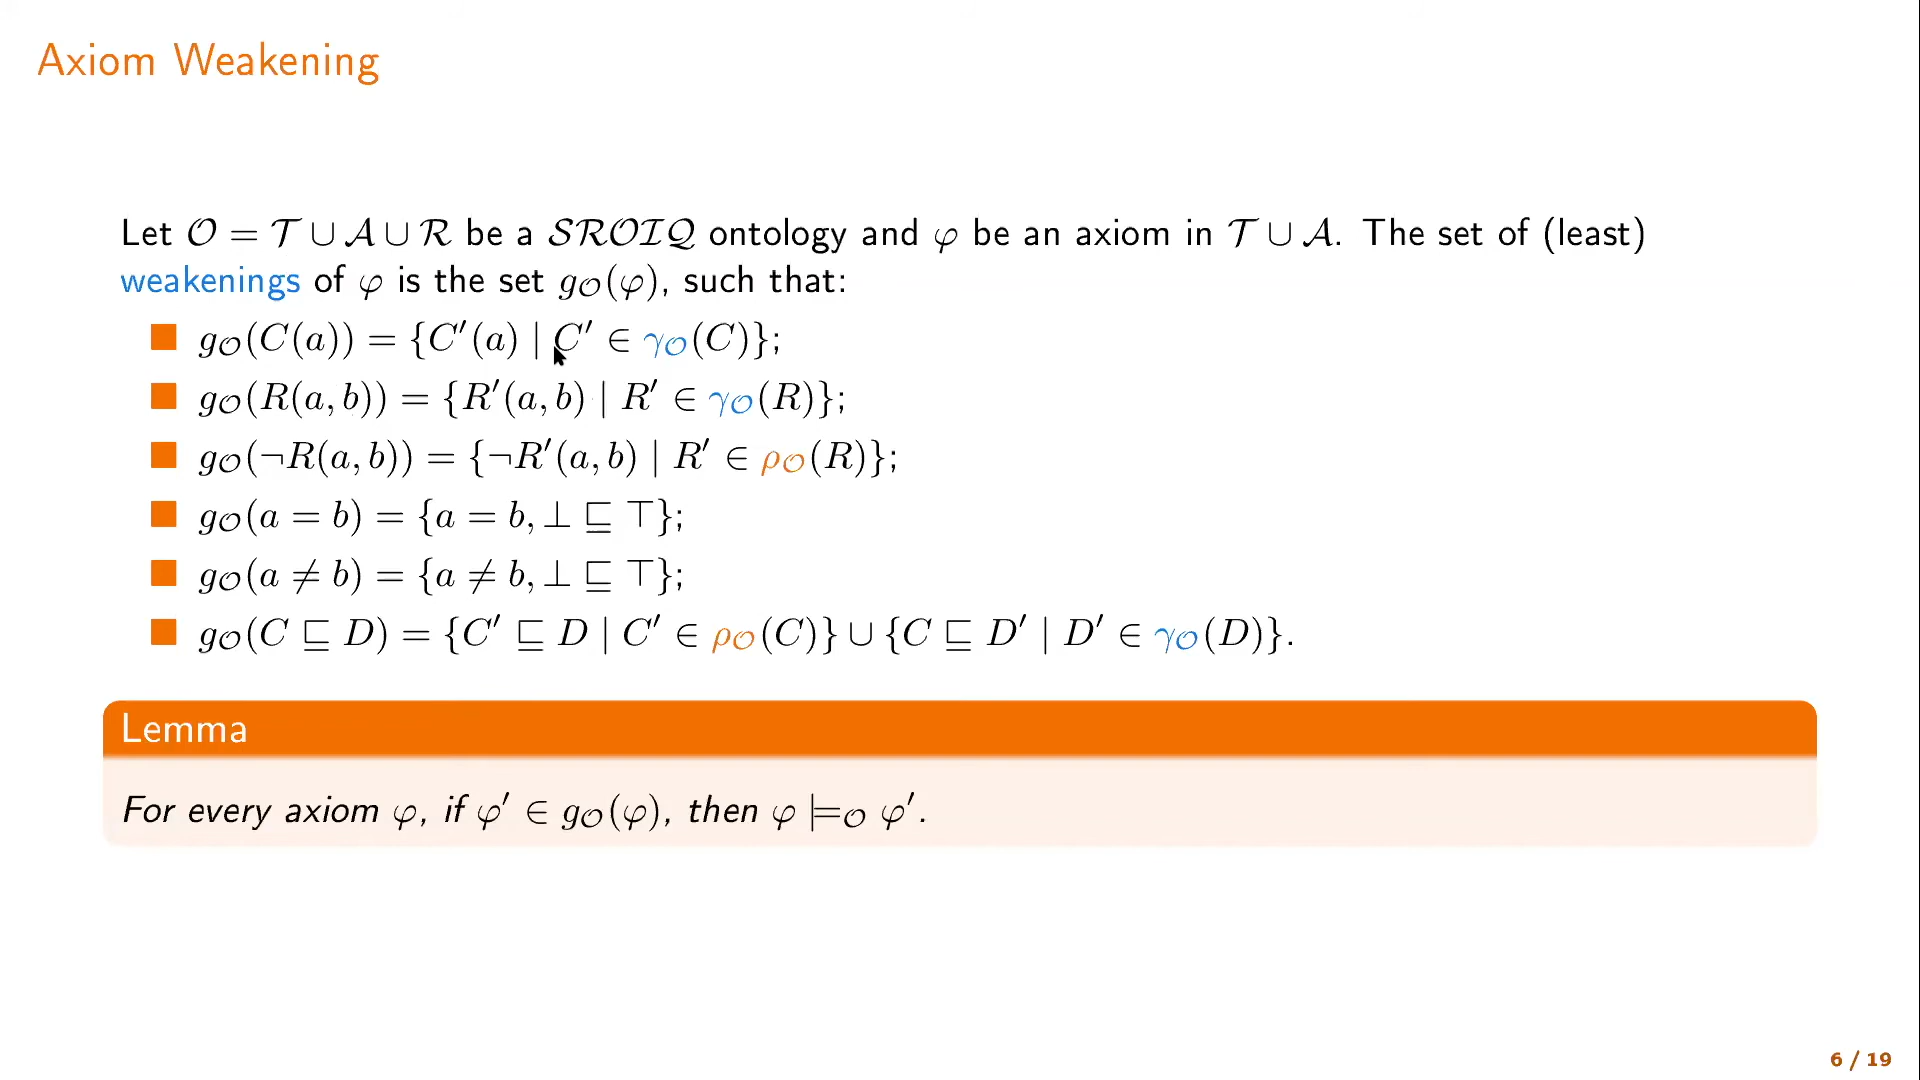 Axiom Weakening
Let 𝒪 = 𝒯 ∪ 𝒜 ∪ ℛ be a 𝒮ℛ𝒪ℐ𝒬 ontology and φ be an axiom in 𝒯 ∪ 𝒜. The set of (least)
weakenings of φ is the set g𝒪(φ), such that:
g𝒪(C(a)) = {C′(a) | C′ ∈ γ𝒪(C)};
g𝒪(R(a, b)) = {R′(a, b) | R′ ∈ γ𝒪(R)};
g𝒪(¬R(a, b)) = {¬R′(a, b) | R′ ∈ ρ𝒪(R)};
g𝒪(a = b) = {a = b, ⊥ ⊑ ⊤};
g𝒪(a ≠ b) = {a ≠ b, ⊥ ⊑ ⊤};
g𝒪(C ⊑ D) = {C′ ⊑ D | C′ ∈ ρ𝒪(C)} ∪ {C ⊑ D′ | D′ ∈ γ𝒪(D)}.
Lemma
For every axiom φ, if φ′ ∈ g𝒪(φ), then φ ⊨𝒪 φ′.
6 / 19